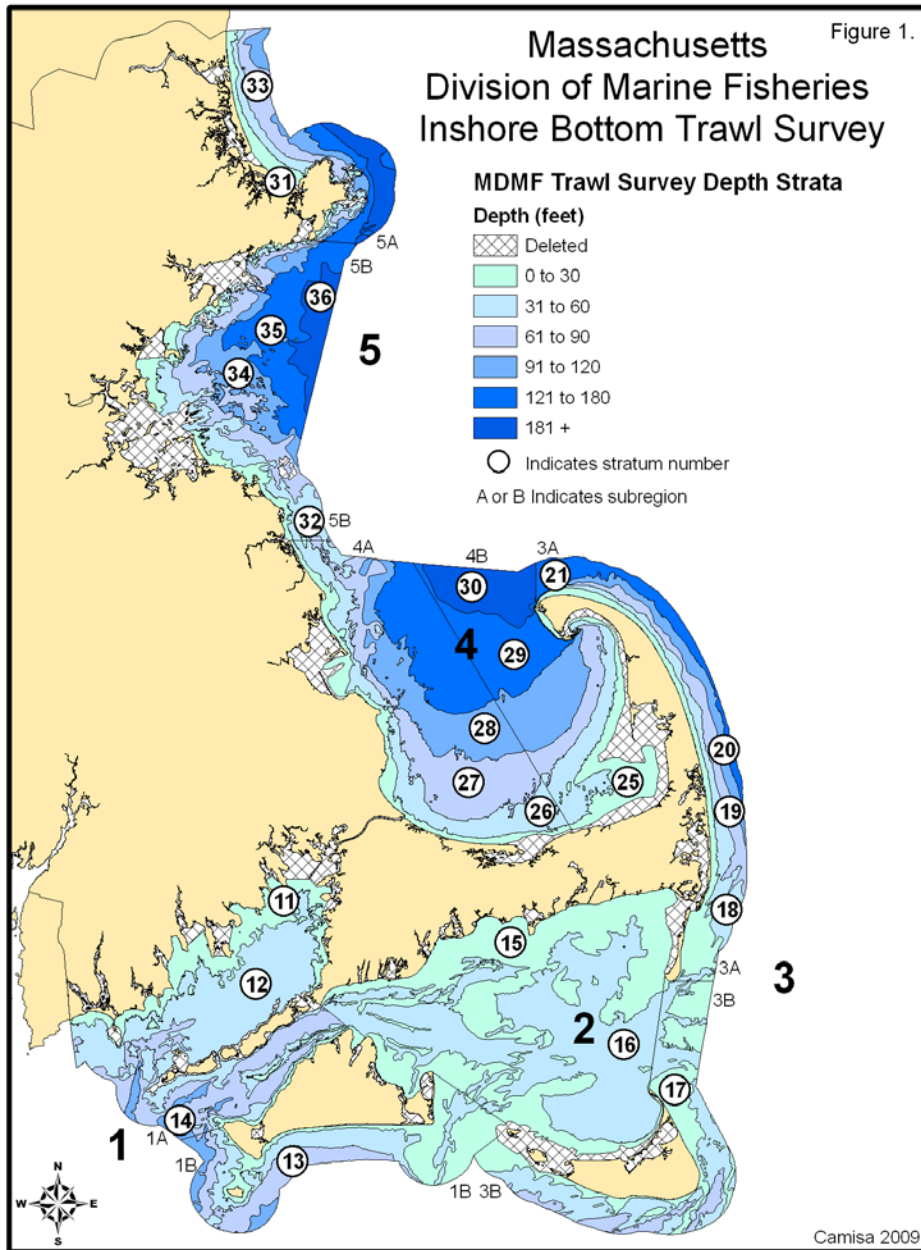 Figure 1.
Massachusetts
Division of Marine Fisheries
Inshore Bottom Trawl Survey
MDMF Trawl Survey Depth Strata
Depth (feet)
Deleted
0 to 30
31 to 60
61 to 90
91 to 120
121 to 180
181 +
Indicates stratum number
A or B Indicates subregion
33
31
5A
5B
36
35
5
34
32
5B
4A
4B
3A
21
30
4
29
28
20
27
25
26
19
11
18
15
3A
3
12
3B
2
16
17
14
1
1A
1B
13
1B
3B
N
W
E
S
Camisa 2009